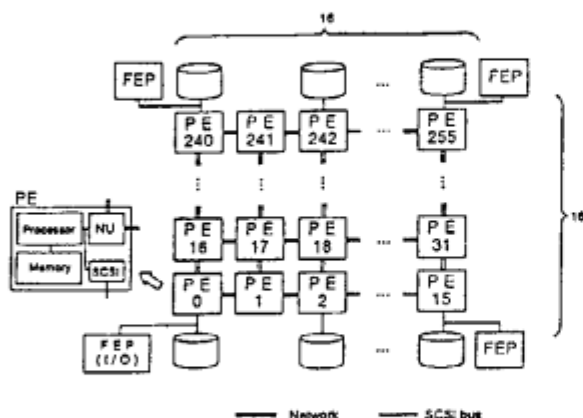 16
FEP
FEP
...
PE 240
PE 241
PE 242
...
PE 255
16
PE
Processor
NU
Memory
SCSI
PE 16
PE 17
PE 18
...
PE 31
PE 0
PE 1
PE 2
...
PE 15
FEP (I/O)
...
FEP
Network
SCSI bus